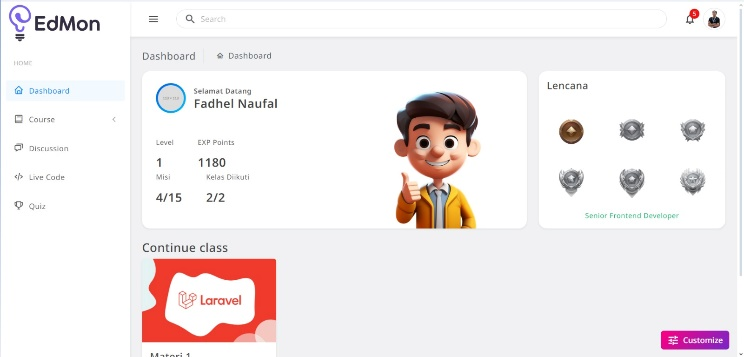 EdMon
Search
5
HOME
Dashboard
Course
Discussion
Live Code
Quiz
Dashboard
Dashboard
Selamat Datang
Fadhel Naufal
Level
EXP Points
1
1180
Misi
Kelas Diikuti
4/15
2/2
Lencana
Senior Frontend Developer
Continue class
Laravel
Materi 1
Customize